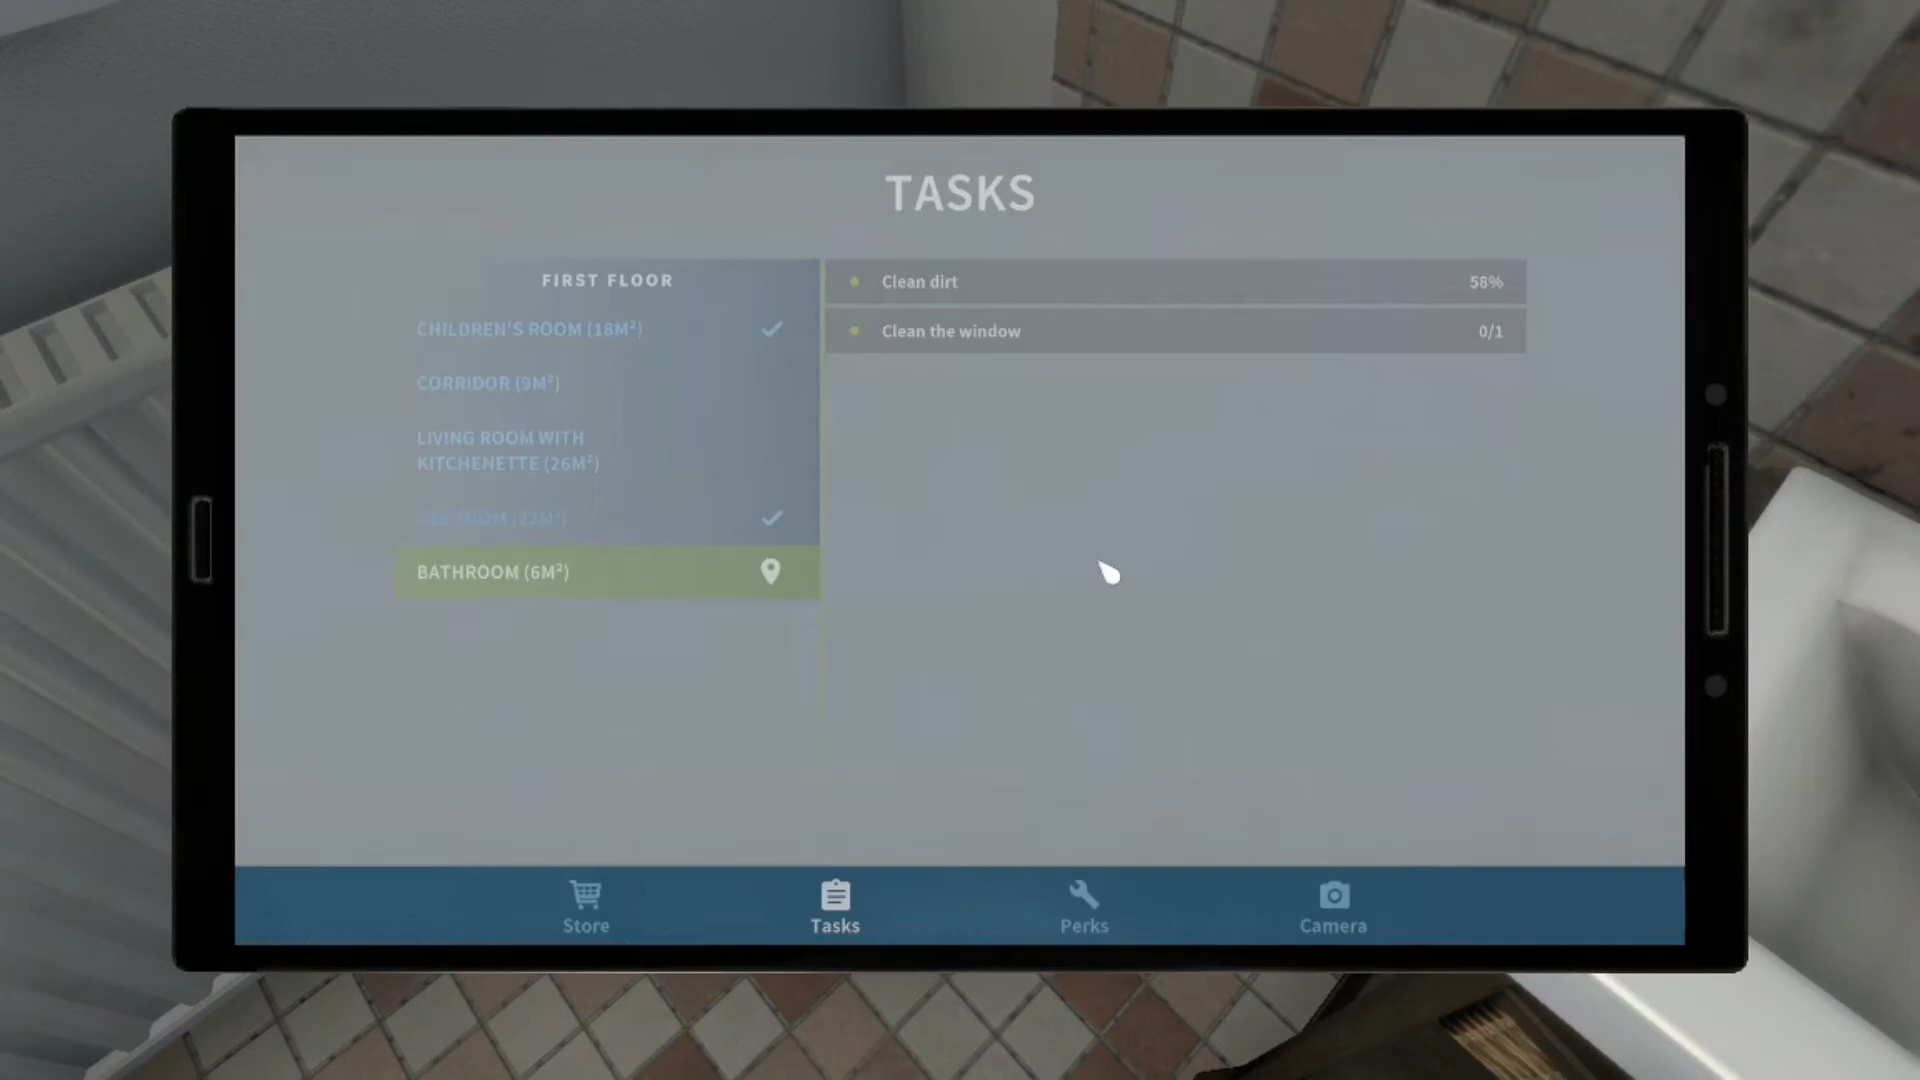 TASKS
FIRST FLOOR
CHILDREN'S ROOM (18M²)
CORRIDOR (9M²)
LIVING ROOM WITH
KITCHENETTE (26M²)
(22M²)
BATHROOM (6M²)
Clean dirt 58%
Clean the window 0/1
Store
Tasks
Perks
Camera